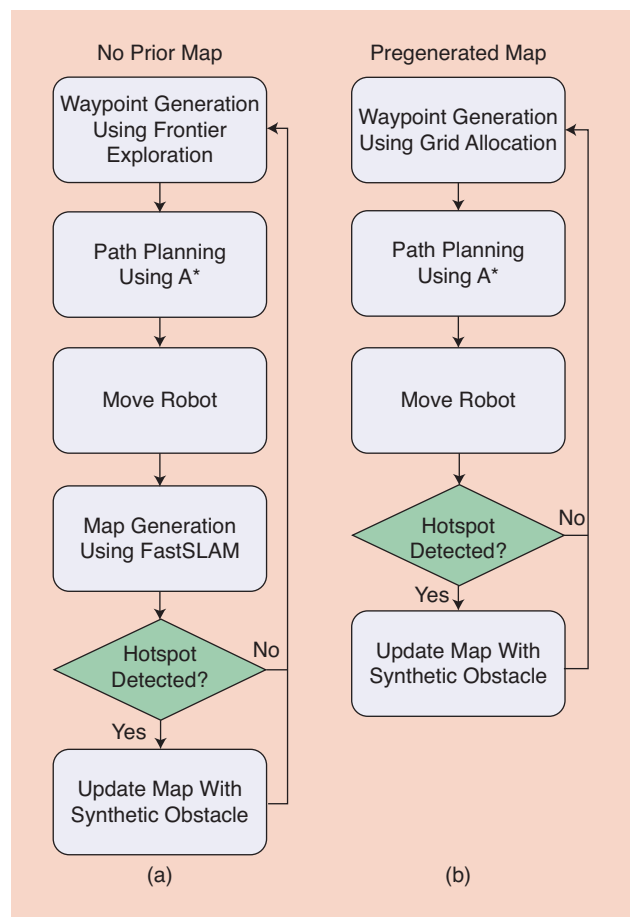 No Prior Map
Waypoint Generation
Using Frontier
Exploration
Path Planning
Using A*
Move Robot
Map Generation
Using FastSLAM
Hotspot
Detected?
No
Yes
Update Map With
Synthetic Obstacle
(a)
Pregenerated Map
Waypoint Generation
Using Grid Allocation
Path Planning
Using A*
Move Robot
Hotspot
Detected?
No
Yes
Update Map With
Synthetic Obstacle
(b)